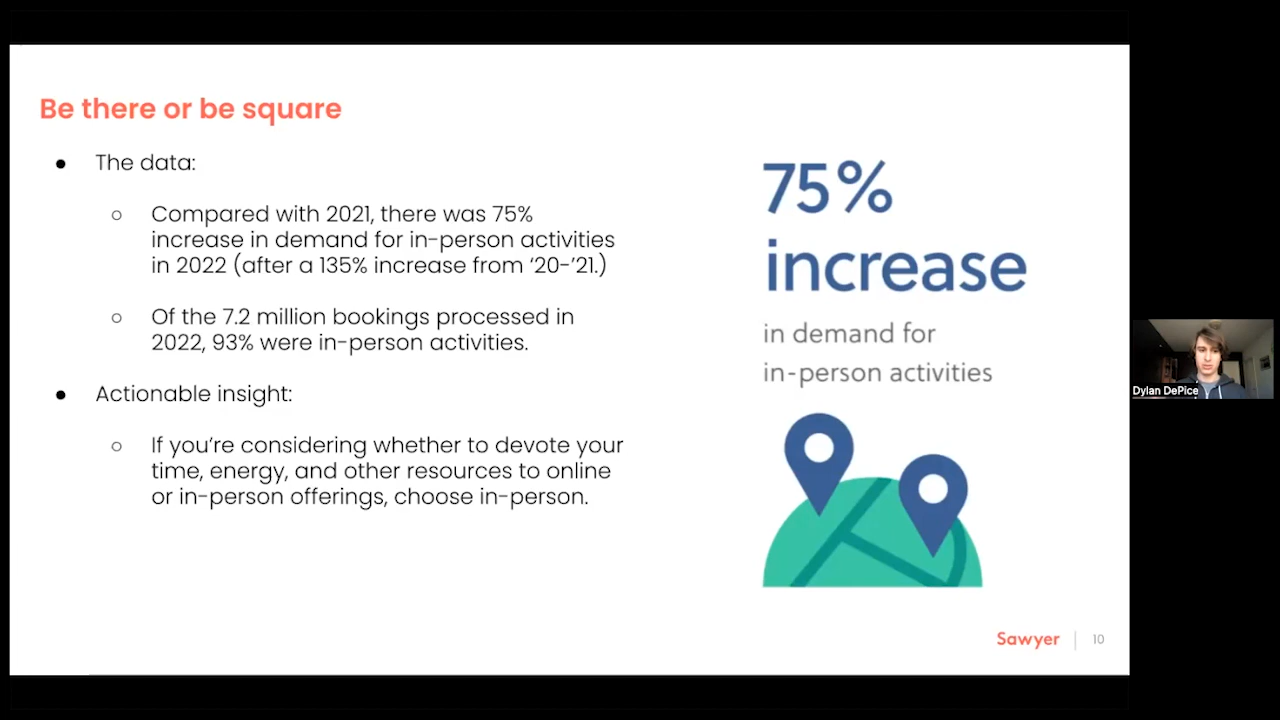 Be there or be square
● The data:
○ Compared with 2021, there was 75%
increase in demand for in-person activities
in 2022 (after a 135% increase from ‘20-’21.)
○ Of the 7.2 million bookings processed in
2022, 93% were in-person activities.
● Actionable insight:
○ If you’re considering whether to devote your
time, energy, and other resources to online
or in-person offerings, choose in-person.
75%
increase
in demand for
in-person activities
Sawyer | 10
Dylan DePice